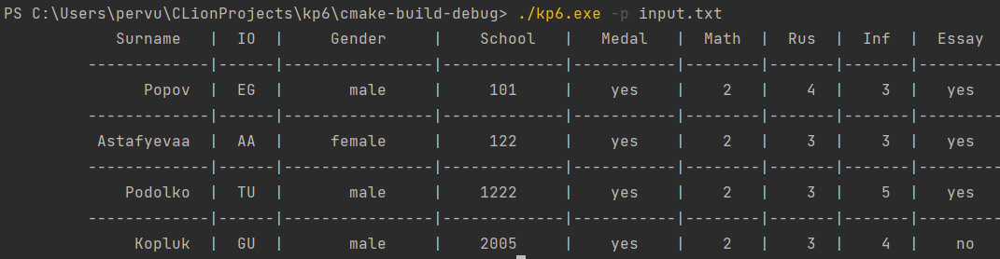 PS C:\Users\pervu\CLionProjects\kp6\cmake-build-debug> ./kp6.exe -p input.txt
Surname | IO | Gender | School | Medal | Math | Rus | Inf | Essay
-------------|------|----------------|-------------|-----------|--------|-------|-------|---------
Popov | EG | male | 101 | yes | 2 | 4 | 3 | yes
-------------|------|----------------|-------------|-----------|--------|-------|-------|---------
Astafyevaa | AA | female | 122 | yes | 2 | 3 | 3 | yes
-------------|------|----------------|-------------|-----------|--------|-------|-------|---------
Podolko | TU | male | 1222 | yes | 2 | 3 | 5 | yes
-------------|------|----------------|-------------|-----------|--------|-------|-------|---------
Kopluk | GU | male | 2005 | yes | 2 | 3 | 4 | no